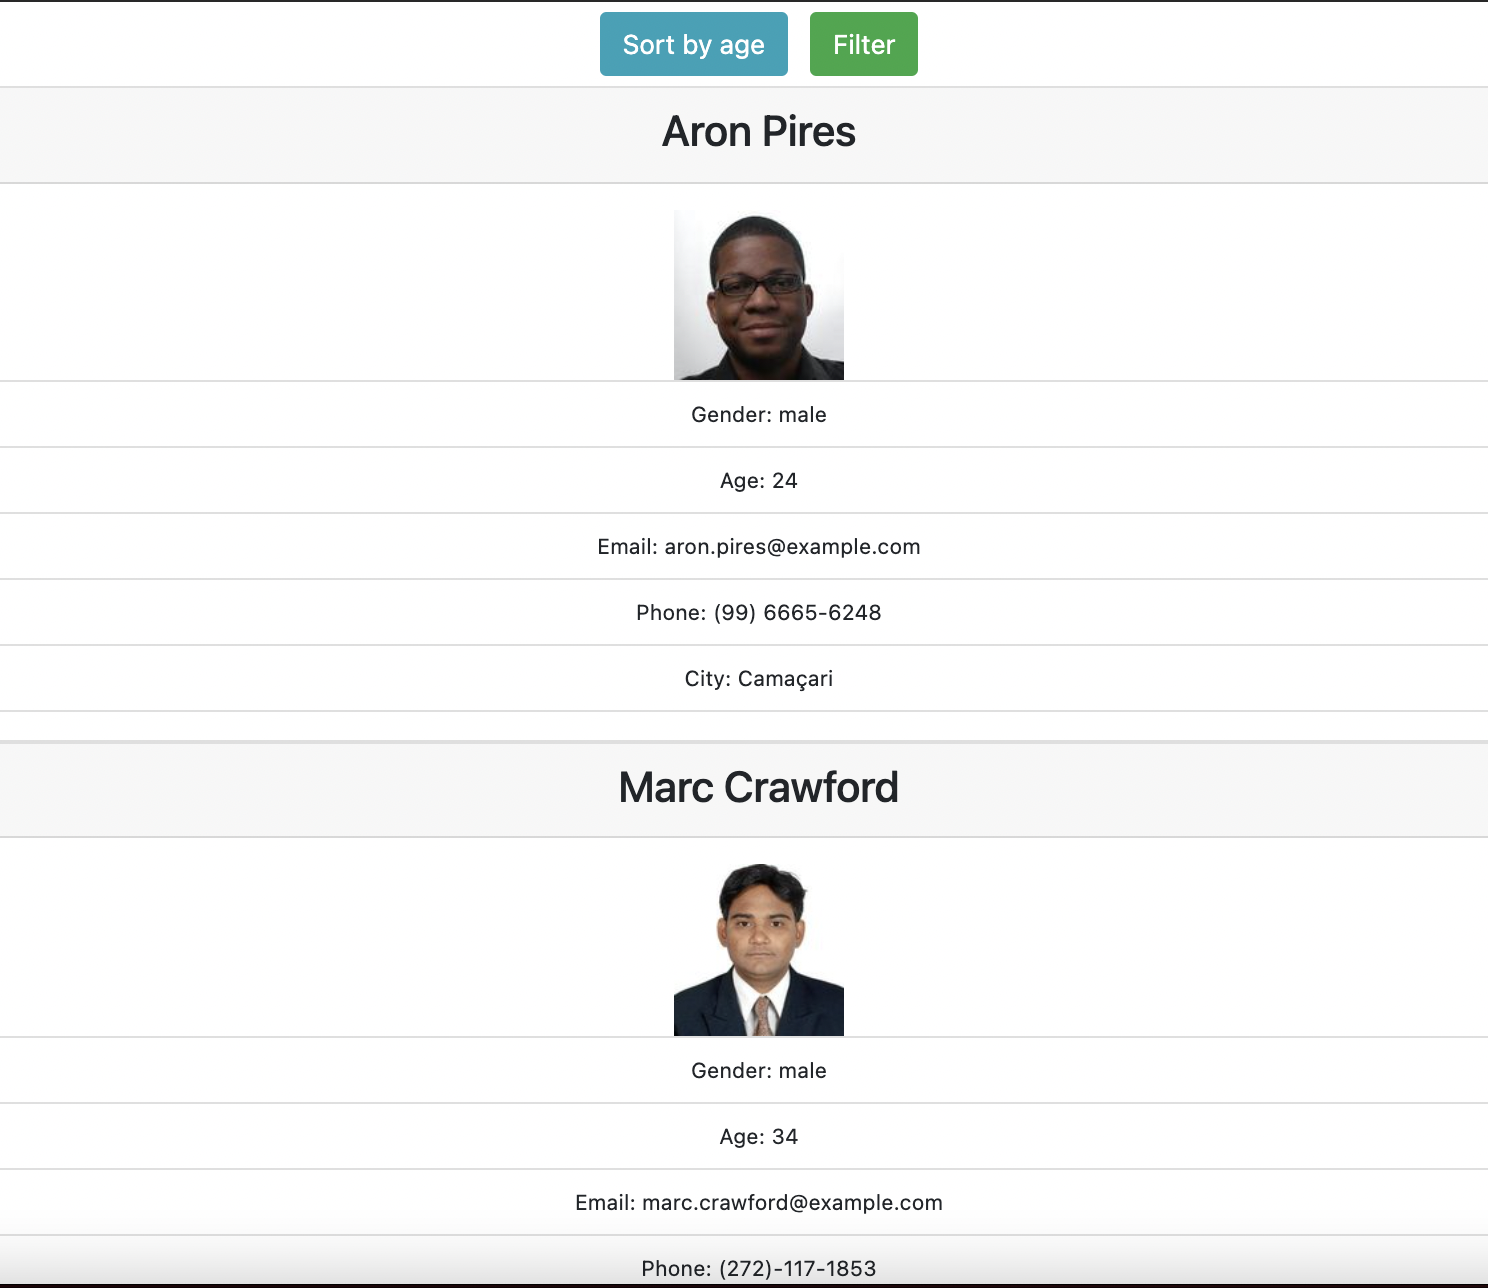 Sort by age Filter
Aron Pires
Gender: male
Age: 24
Email: aron.pires@example.com
Phone: (99) 6665-6248
City: Camaçari
Marc Crawford
Gender: male
Age: 34
Email: marc.crawford@example.com
Phone: (272)-117-1853